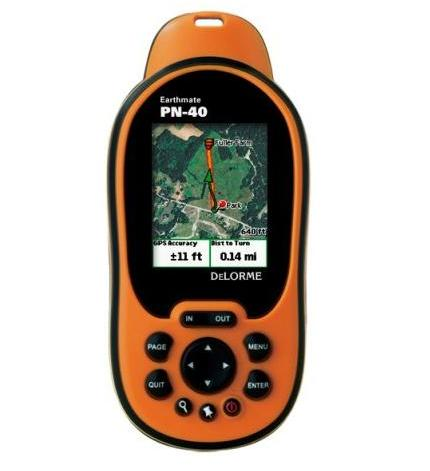 Earthmate
PN-40
Fuller Farm
Park
640 ft
GPS Accuracy Dist to Turn
±11 ft 0.14 mi
DELORME
IN OUT
PAGE MENU
QUIT ENTER